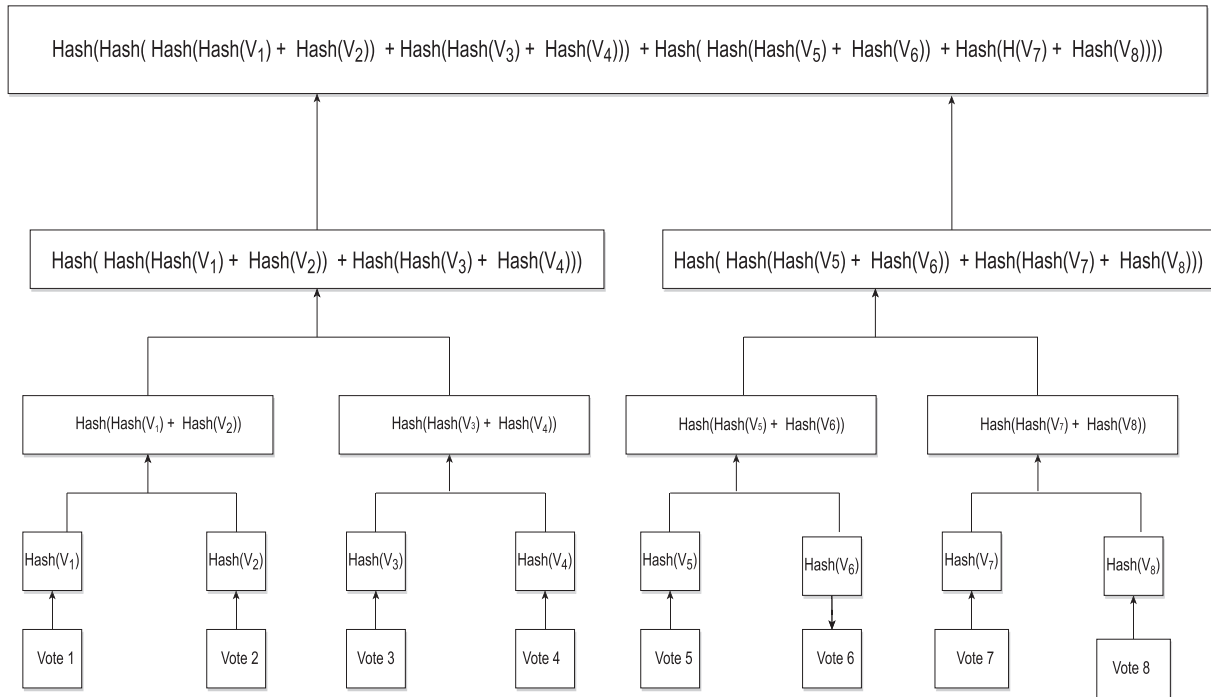 Hash(Hash( Hash(Hash(V₁) + Hash(V₂)) + Hash(Hash(V₃) + Hash(V₄))) + Hash( Hash(Hash(V₅) + Hash(V₆)) + Hash(H(V₇) + Hash(V₈))))
Hash( Hash(Hash(V₁) + Hash(V₂)) + Hash(Hash(V₃) + Hash(V₄)))
Hash( Hash(Hash(V5) + Hash(V₆)) + Hash(Hash(V₇) + Hash(V₈)))
Hash(Hash(V₁) + Hash(V₂))
Hash(Hash(V₃) + Hash(V₄))
Hash(Hash(V₅) + Hash(V6))
Hash(Hash(V₇) + Hash(V8))
Hash(V₁)
Hash(V₂)
Hash(V₃)
Hash(V₄)
Hash(V₅)
Hash(V₆)
Hash(V₇)
Hash(V₈)
Vote 1
Vote 2
Vote 3
Vote 4
Vote 5
Vote 6
Vote 7
Vote 8